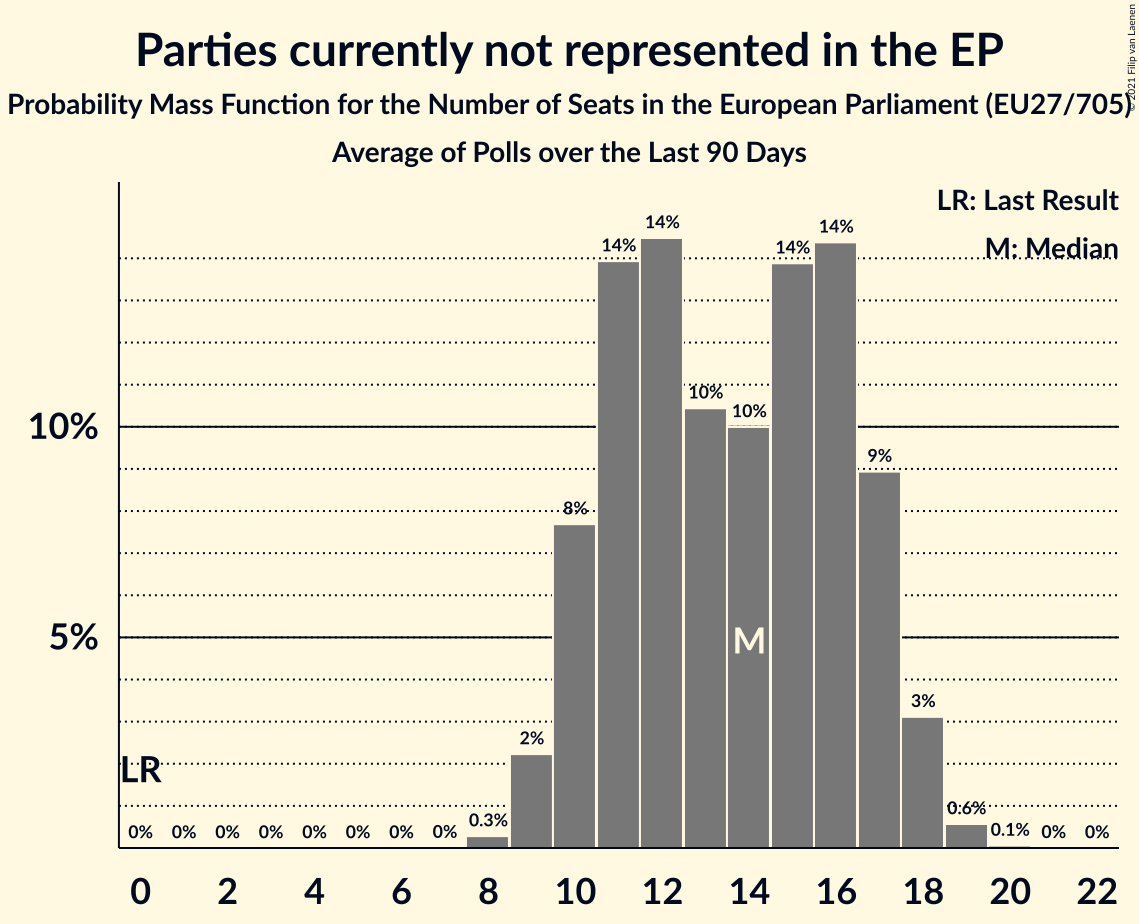 Parties currently not represented in the EP
Probability Mass Function for the Number of Seats in the European Parliament (EU27/705)
Average of Polls over the Last 90 Days
© 2021 Filip van Laenen
LR: Last Result
M: Median
10%
5%
LR
M
0%
0%
0%
0%
0%
0%
0%
0%
0.3%
2%
8%
14%
14%
10%
10%
14%
14%
9%
3%
0.6%
0.1%
0%
0%
0 2 4 6 8 10 12 14 16 18 20 22